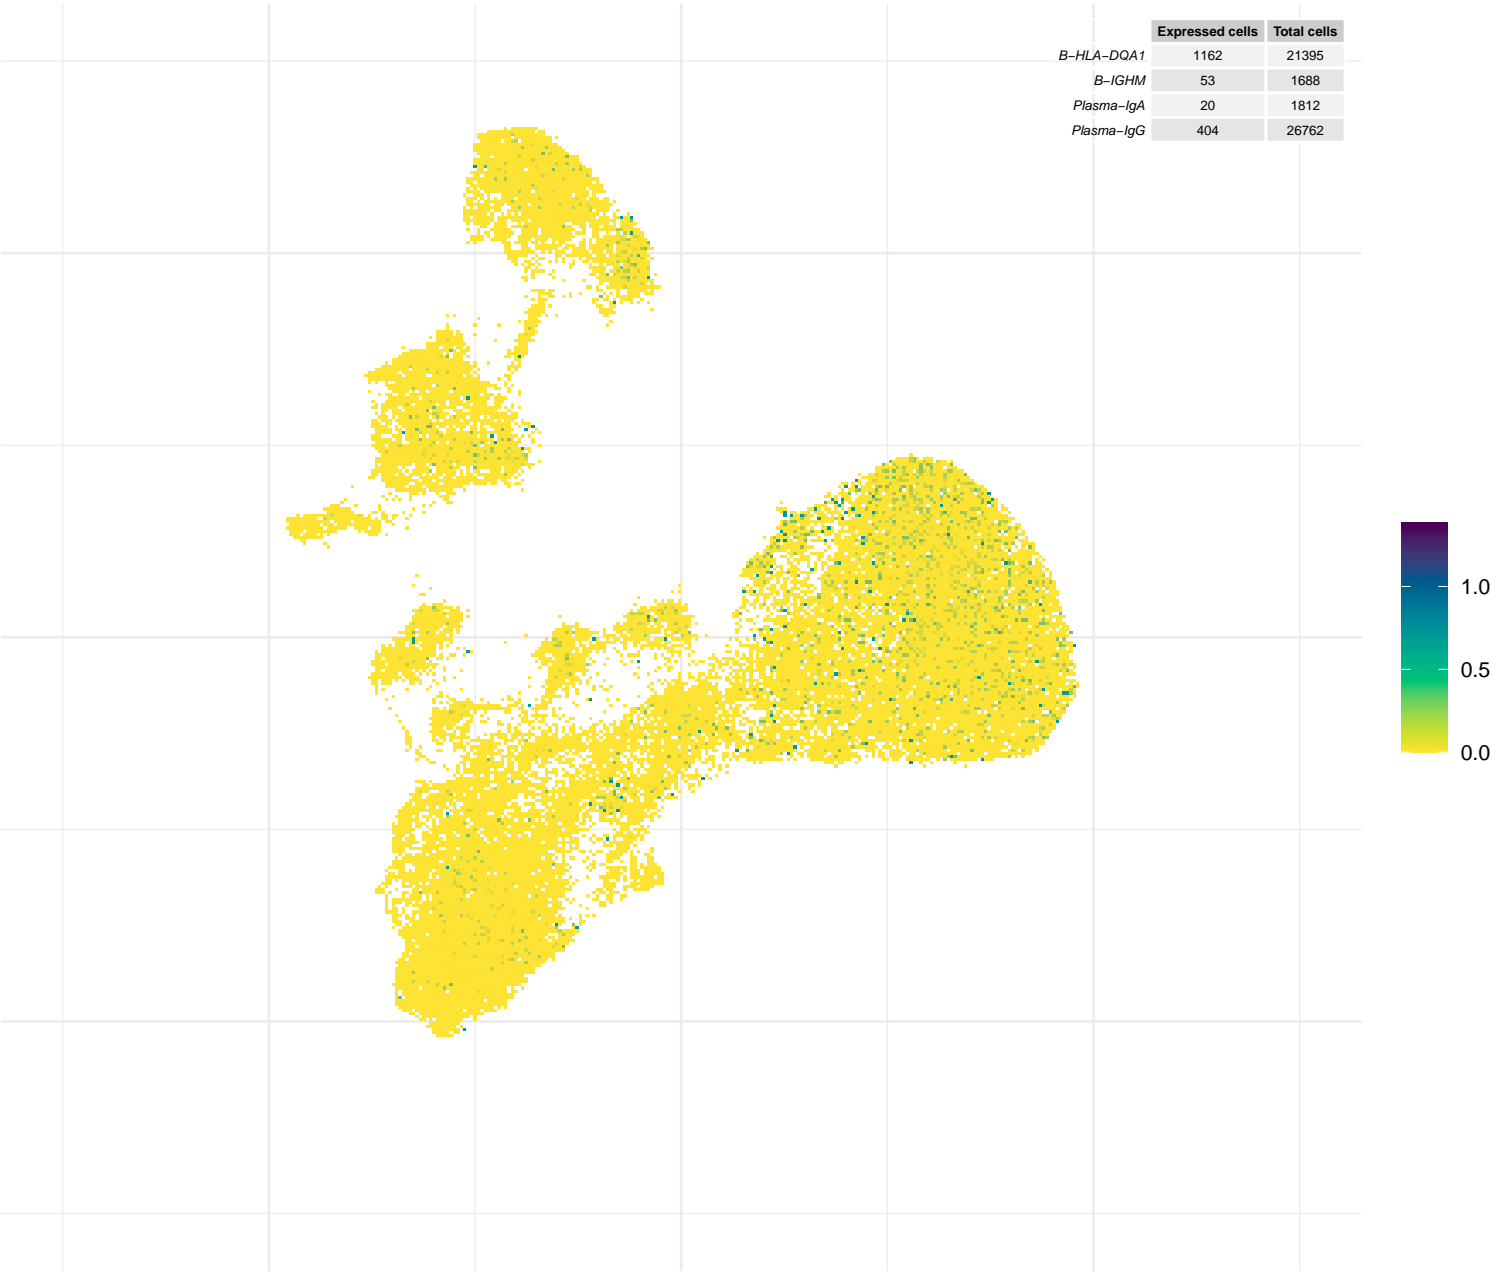 Expressed cells Total cells
B−HLA−DQA1 1162 21395
B−IGHM 53 1688
Plasma−IgA 20 1812
Plasma−IgG 404 26762
1.0
0.5
0.0